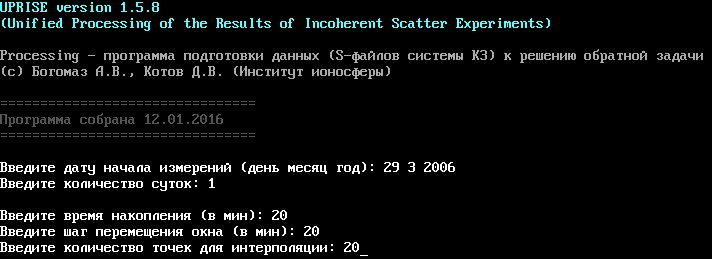 UPRISE version 1.5.8
(Unified Processing of the Results of Incoherent Scatter Experiments)
Processing - программа подготовки данных (S-файлов системы К3) к решению обратной задачи
(c) Богомаз А.В., Котов Д.В. (Институт ионосферы)
================================
Программа собрана 12.01.2016
================================
Введите дату начала измерений (день месяц год): 29 3 2006
Введите количество суток: 1
Введите время накопления (в мин): 20
Введите шаг перемещения окна (в мин): 20
Введите количество точек для интерполяции: 20_